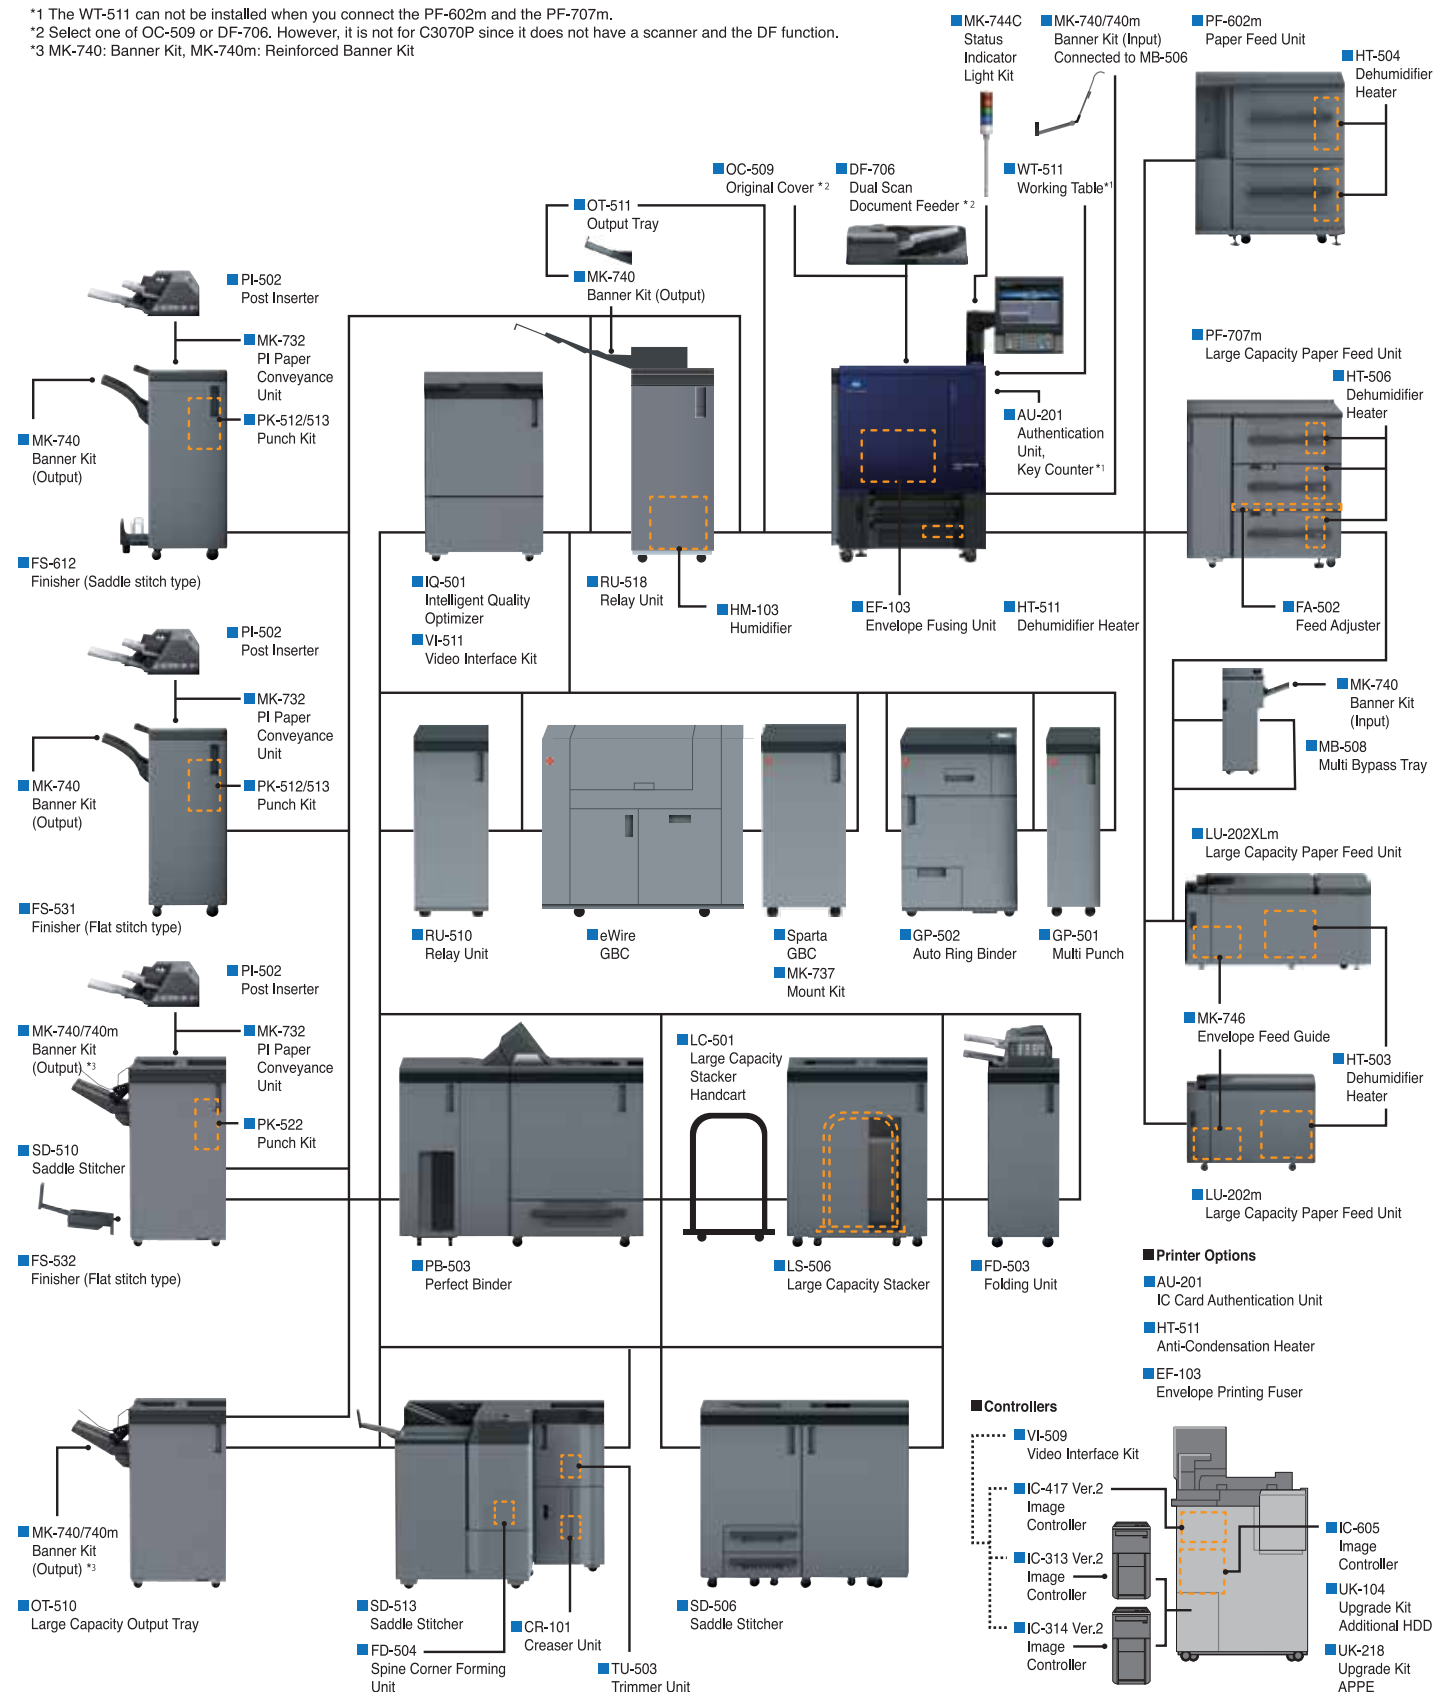 *1 The WT-511 can not be installed when you connect the PF-602m and the PF-707m.
*2 Select one of OC-509 or DF-706. However, it is not for C3070P since it does not have a scanner and the DF function.
*3 MK-740: Banner Kit, MK-740m: Reinforced Banner Kit
MK-744C
Status
Indicator
Light Kit
MK-740/740m
Banner Kit (Input)
Connected to MB-506
PF-602m
Paper Feed Unit
HT-504
Dehumidifier
Heater
OC-509
Original Cover *2
DF-706
Dual Scan
Document Feeder *2
WT-511
Working Table*1
OT-511
Output Tray
MK-740
Banner Kit (Output)
PI-502
Post Inserter
MK-732
PI Paper
Conveyance
Unit
PK-512/513
Punch Kit
MK-740
Banner Kit
(Output)
FS-612
Finisher (Saddle stitch type)
PF-707m
Large Capacity Paper Feed Unit
HT-506
Dehumidifier
Heater
AU-201
Authentication
Unit,
Key Counter*1
IQ-501
Intelligent Quality
Optimizer
VI-511
Video Interface Kit
RU-518
Relay Unit
HM-103
Humidifier
EF-103
Envelope Fusing Unit
HT-511
Dehumidifier Heater
FA-502
Feed Adjuster
PI-502
Post Inserter
MK-732
PI Paper
Conveyance
Unit
PK-512/513
Punch Kit
MK-740
Banner Kit
(Output)
FS-531
Finisher (Flat stitch type)
MK-740
Banner Kit
(Input)
MB-508
Multi Bypass Tray
LU-202XLm
Large Capacity Paper Feed Unit
RU-510
Relay Unit
eWire
GBC
Sparta
GBC
MK-737
Mount Kit
GP-502
Auto Ring Binder
GP-501
Multi Punch
PI-502
Post Inserter
MK-740/740m
Banner Kit
(Output) *3
MK-732
PI Paper
Conveyance
Unit
PK-522
Punch Kit
SD-510
Saddle Stitcher
FS-532
Finisher (Flat stitch type)
LC-501
Large Capacity
Stacker
Handcart
MK-746
Envelope Feed Guide
HT-503
Dehumidifier
Heater
LU-202m
Large Capacity Paper Feed Unit
PB-503
Perfect Binder
LS-506
Large Capacity Stacker
FD-503
Folding Unit
Printer Options
AU-201
IC Card Authentication Unit
HT-511
Anti-Condensation Heater
EF-103
Envelope Printing Fuser
MK-740/740m
Banner Kit
(Output) *3
OT-510
Large Capacity Output Tray
SD-513
Saddle Stitcher
FD-504
Spine Corner Forming
Unit
CR-101
Creaser Unit
TU-503
Trimmer Unit
SD-506
Saddle Stitcher
Controllers
VI-509
Video Interface Kit
IC-417 Ver.2
Image
Controller
IC-313 Ver.2
Image
Controller
IC-314 Ver.2
Image
Controller
IC-605
Image
Controller
UK-104
Upgrade Kit
Additional HDD
UK-218
Upgrade Kit
APPE